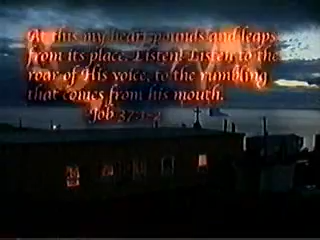 At this my heart pounds and leaps
from its place. Listen! Listen to the
roar of His voice, to the rumbling
that comes from his mouth.
Job 37:1-2